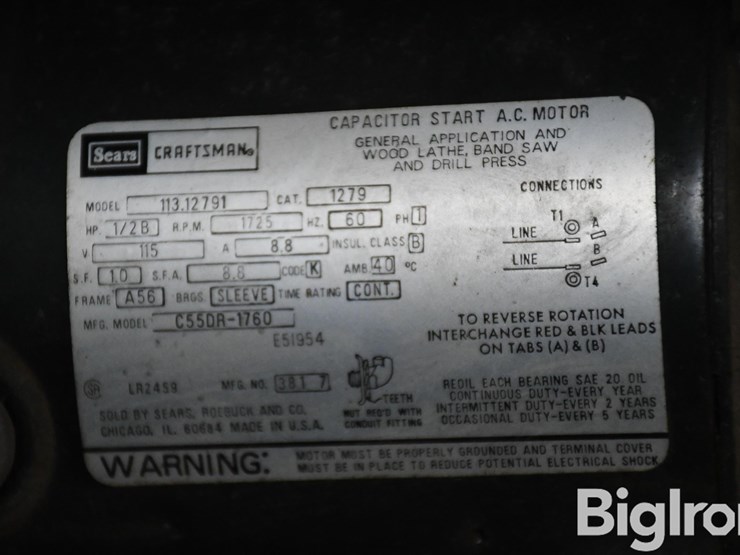 Sears CRAFTSMAN®
CAPACITOR START A.C. MOTOR
GENERAL APPLICATION AND
WOOD LATHE, BAND SAW
AND DRILL PRESS
MODEL 113.12791 CAT. 1279
HP. 1/2 B R.P.M. 1725 HZ. 60 PH 1
V 115 A 8.8 INSUL. CLASS B
S.F. 1.0 S.F.A. 8.8 CODE K AMB. 40 °C
FRAME A56 BRGS. SLEEVE TIME RATING CONT.
MFG. MODEL C55DR-1760
E51954
CONNECTIONS
T1 A
LINE
B
LINE
T4
TO REVERSE ROTATION
INTERCHANGE RED & BLK LEADS
ON TABS (A) & (B)
LR2459 MFG. NO. 381 7
TEETH
NUT REQ'D WITH
CONDUIT FITTING
SOLD BY SEARS, ROEBUCK AND CO.
CHICAGO, IL. 60684 MADE IN U.S.A.
REOIL EACH BEARING SAE 20 OIL
CONTINUOUS DUTY-EVERY YEAR
INTERMITTENT DUTY-EVERY 2 YEARS
OCCASIONAL DUTY-EVERY 5 YEARS
WARNING: MOTOR MUST BE PROPERLY GROUNDED AND TERMINAL COVER
MUST BE IN PLACE TO REDUCE POTENTIAL ELECTRICAL SHOCK
BigIron